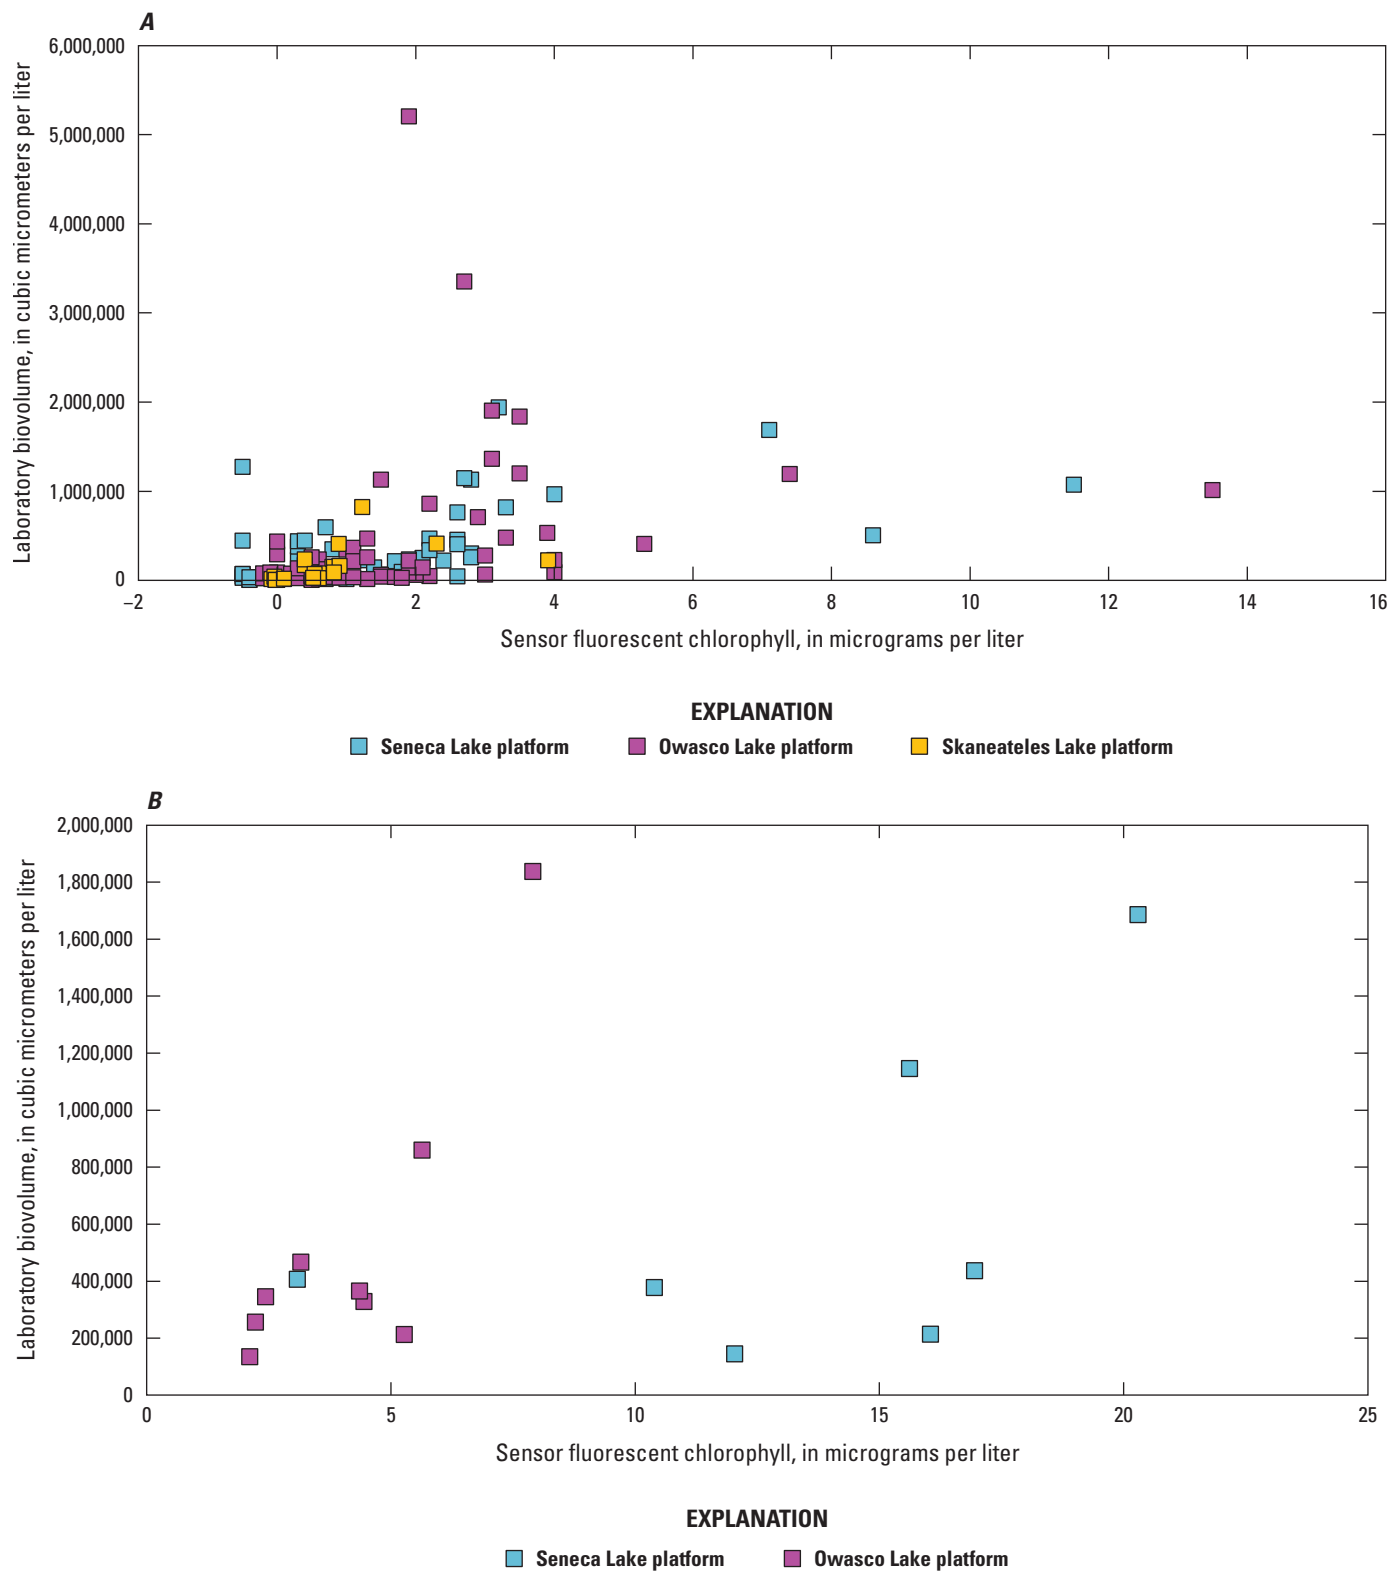 A
6,000,000
5,000,000
4,000,000
3,000,000
2,000,000
1,000,000
0
Laboratory biovolume, in cubic micrometers per liter
−2 0 2 4 6 8 10 12 14 16
Sensor fluorescent chlorophyll, in micrograms per liter
EXPLANATION
Seneca Lake platform Owasco Lake platform Skaneateles Lake platform
B
2,000,000
1,800,000
1,600,000
1,400,000
1,200,000
1,000,000
800,000
600,000
400,000
200,000
0
Laboratory biovolume, in cubic micrometers per liter
0 5 10 15 20 25
Sensor fluorescent chlorophyll, in micrograms per liter
EXPLANATION
Seneca Lake platform Owasco Lake platform